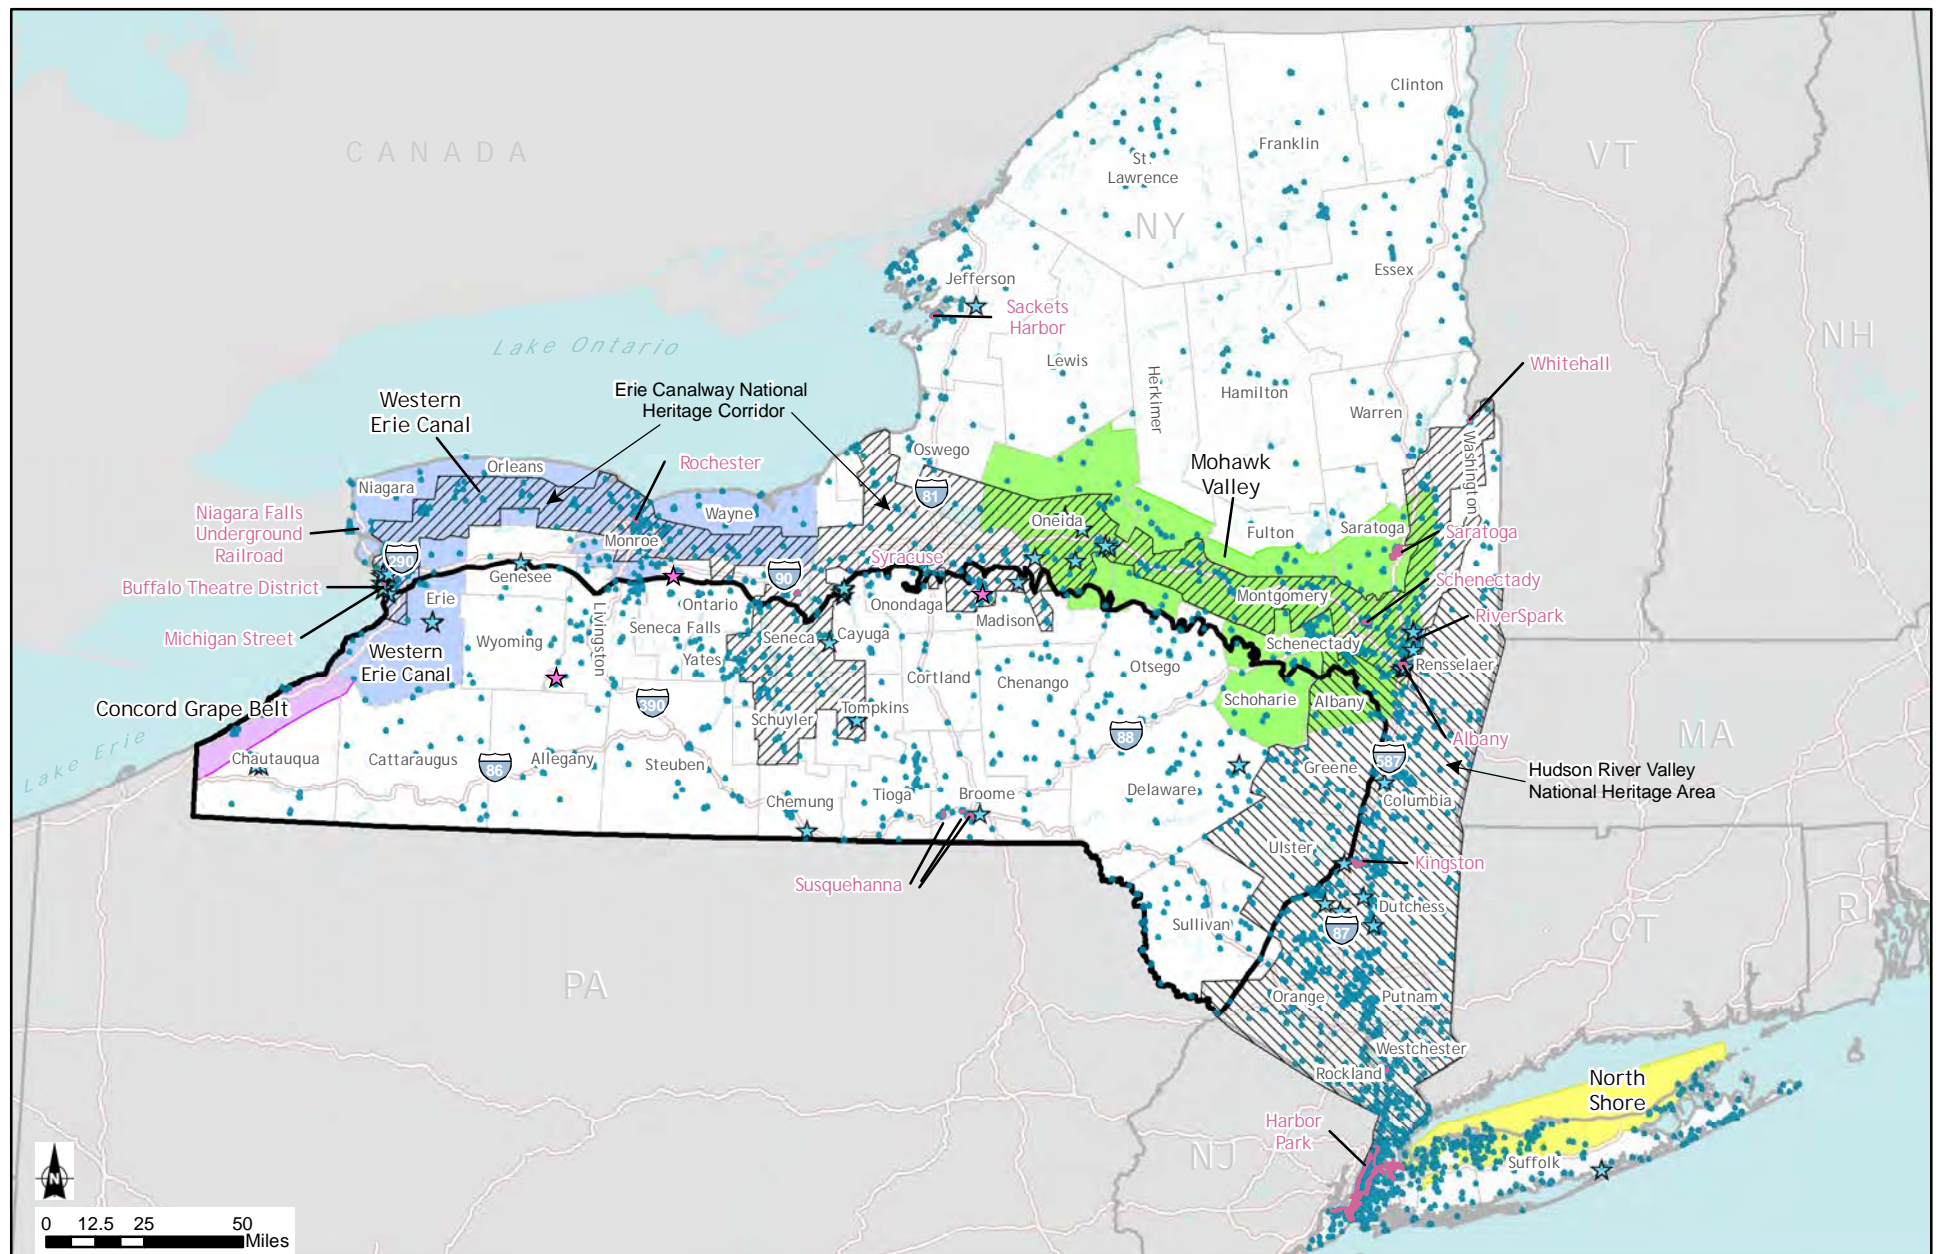 CANADA
Clinton
Franklin
VT
St.
Lawrence
NY
Essex
Jefferson
Sackets
Harbor
NH
Lake Ontario
Lewis
Herkimer
Hamilton
Whitehall
Warren
Western
Erie Canal
Erie Canalway National
Heritage Corridor
Oswego
Washington
Orleans
Rochester
Mohawk
Valley
Niagara
81
Wayne
Niagara Falls
Underground
Railroad
Oneida
Fulton
Saratoga
Saratoga
Monroe
290
Syracuse
90
Genesee
Schenectady
Buffalo Theatre District
Erie
Ontario
Onondaga
Montgomery
Livingston
RiverSpark
Michigan Street
Wyoming
Seneca Falls
Seneca
Cayuga
Madison
Schenectady
Western
Erie Canal
Yates
Otsego
Rensselaer
Cortland
Chenango
Concord Grape Belt
390
Schuyler
Tompkins
Schoharie
Albany
Lake Erie
88
Albany
MA
Chautauqua
Cattaraugus
86
Allegany
Steuben
587
Greene
Hudson River Valley
National Heritage Area
Chemung
Tioga
Broome
Delaware
Columbia
Ulster
Kingston
Susquehanna
Dutchess
RI
Sullivan
87
CT
PA
Orange
Putnam
Westchester
Rockland
North
Shore
Harbor
Park
NJ
Suffolk
N
0 12.5 25 50
Miles